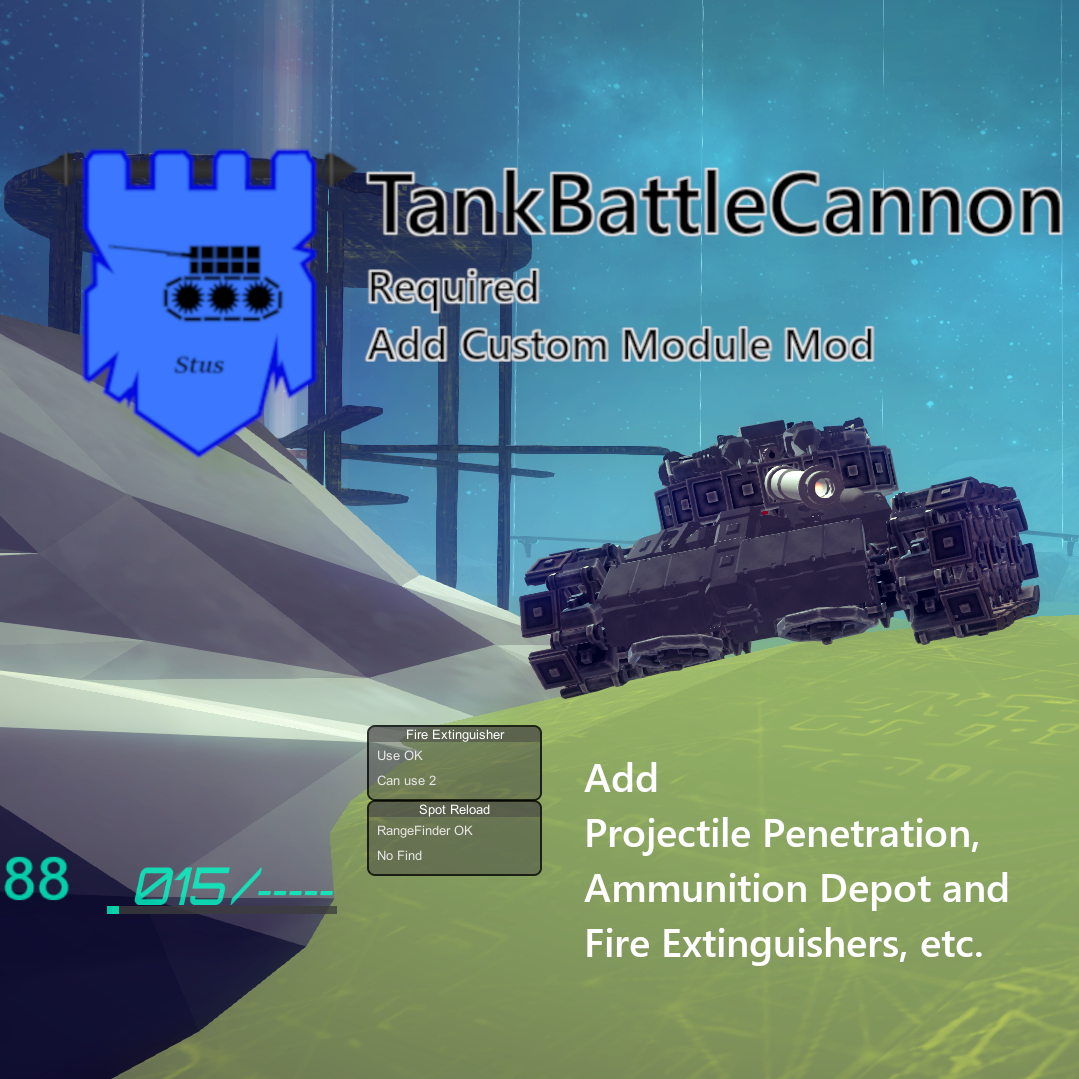 TankBattleCannon
Required
Add Custom Module Mod
Stus
Fire Extinguisher
Use OK
Can use 2
Spot Reload
RangeFinder OK
No Find
Add
Projectile Penetration,
Ammunition Depot and
Fire Extinguishers, etc.
88
015/-----